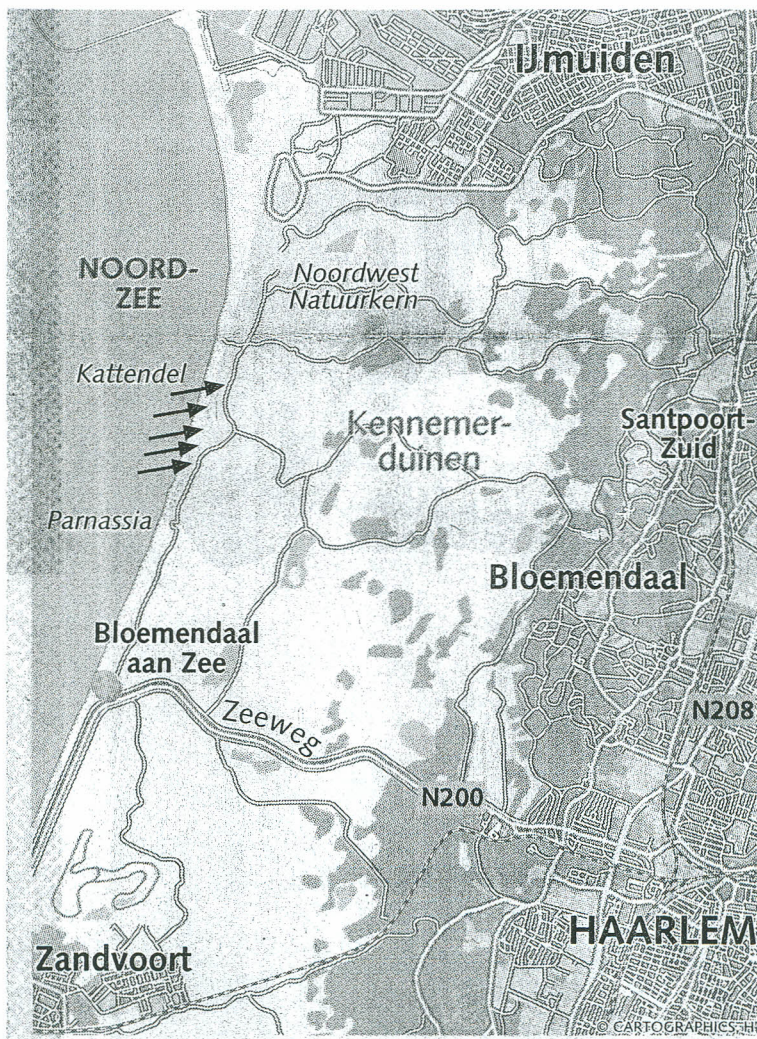 IJmuiden
NOORD-
ZEE
Noordwest
Natuurkern
Kattendel
Kennemer-
duinen
Santpoort-
Zuid
Parnassia
Bloemendaal
Bloemendaal
aan Zee
Zeeweg
N208
N200
HAARLEM
Zandvoort
© CARTOGRAPHICS.H